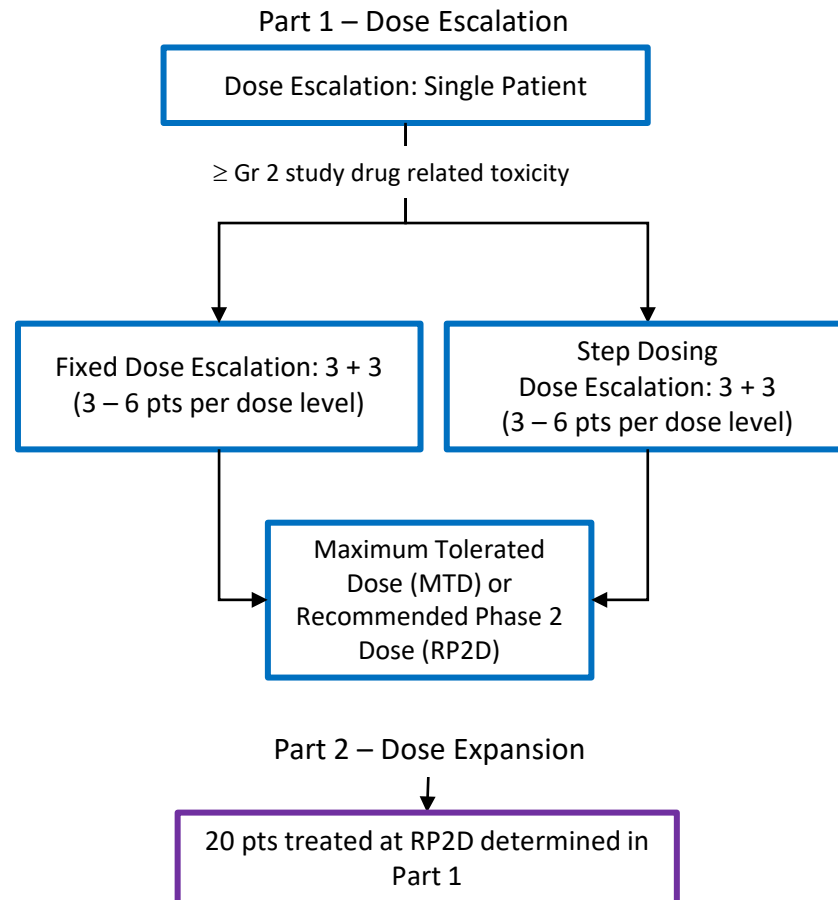 Part 1 – Dose Escalation
Dose Escalation: Single Patient
≥ Gr 2 study drug related toxicity
Fixed Dose Escalation: 3 + 3
(3 – 6 pts per dose level)
Step Dosing
Dose Escalation: 3 + 3
(3 – 6 pts per dose level)
Maximum Tolerated
Dose (MTD) or
Recommended Phase 2
Dose (RP2D)
Part 2 – Dose Expansion
20 pts treated at RP2D determined in
Part 1